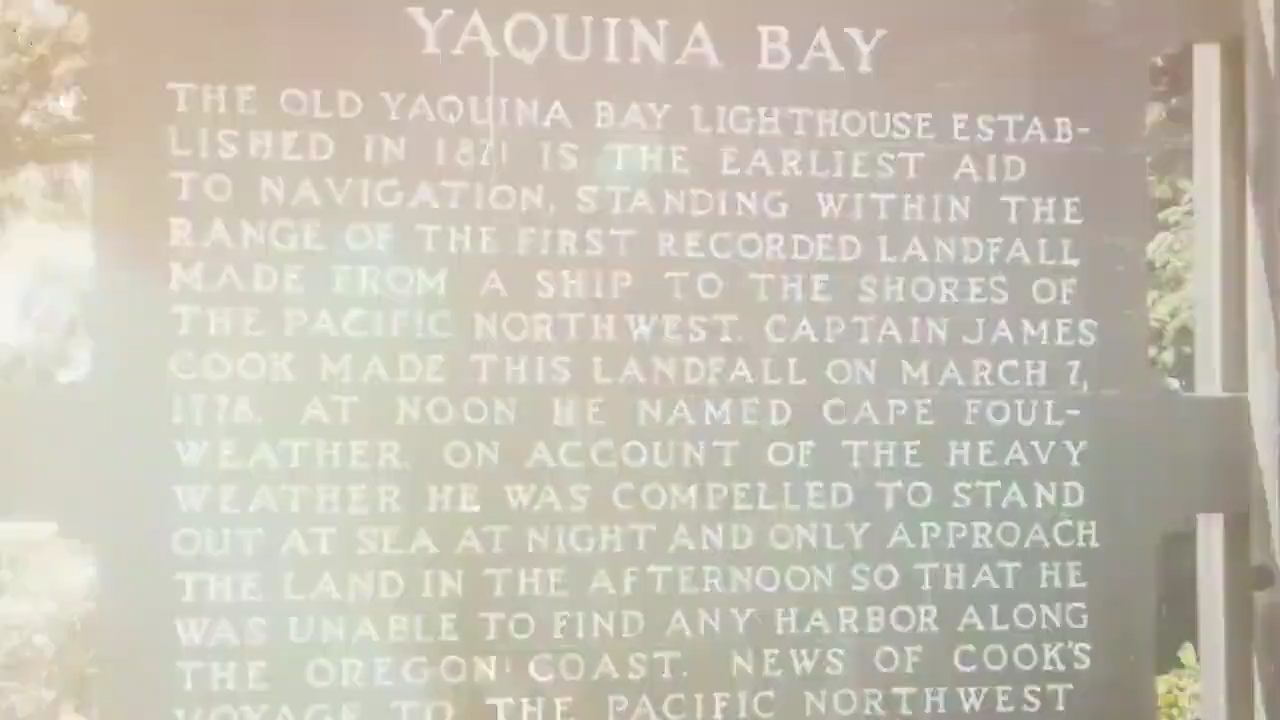 YAQUINA BAY
THE OLD YAQUINA BAY LIGHTHOUSE ESTAB-
LISHED IN 1871 IS THE EARLIEST AID
TO NAVIGATION, STANDING WITHIN THE
RANGE OF THE FIRST RECORDED LANDFALL
MADE FROM A SHIP TO THE SHORES OF
THE PACIFIC NORTHWEST. CAPTAIN JAMES
COOK MADE THIS LANDFALL ON MARCH 7,
1778. AT NOON HE NAMED CAPE FOUL-
WEATHER. ON ACCOUNT OF THE HEAVY
WEATHER HE WAS COMPELLED TO STAND
OUT AT SEA AT NIGHT AND ONLY APPROACH
THE LAND IN THE AFTERNOON SO THAT HE
WAS UNABLE TO FIND ANY HARBOR ALONG
THE OREGON COAST. NEWS OF COOK'S
VOYAGE TO THE PACIFIC NORTHWEST